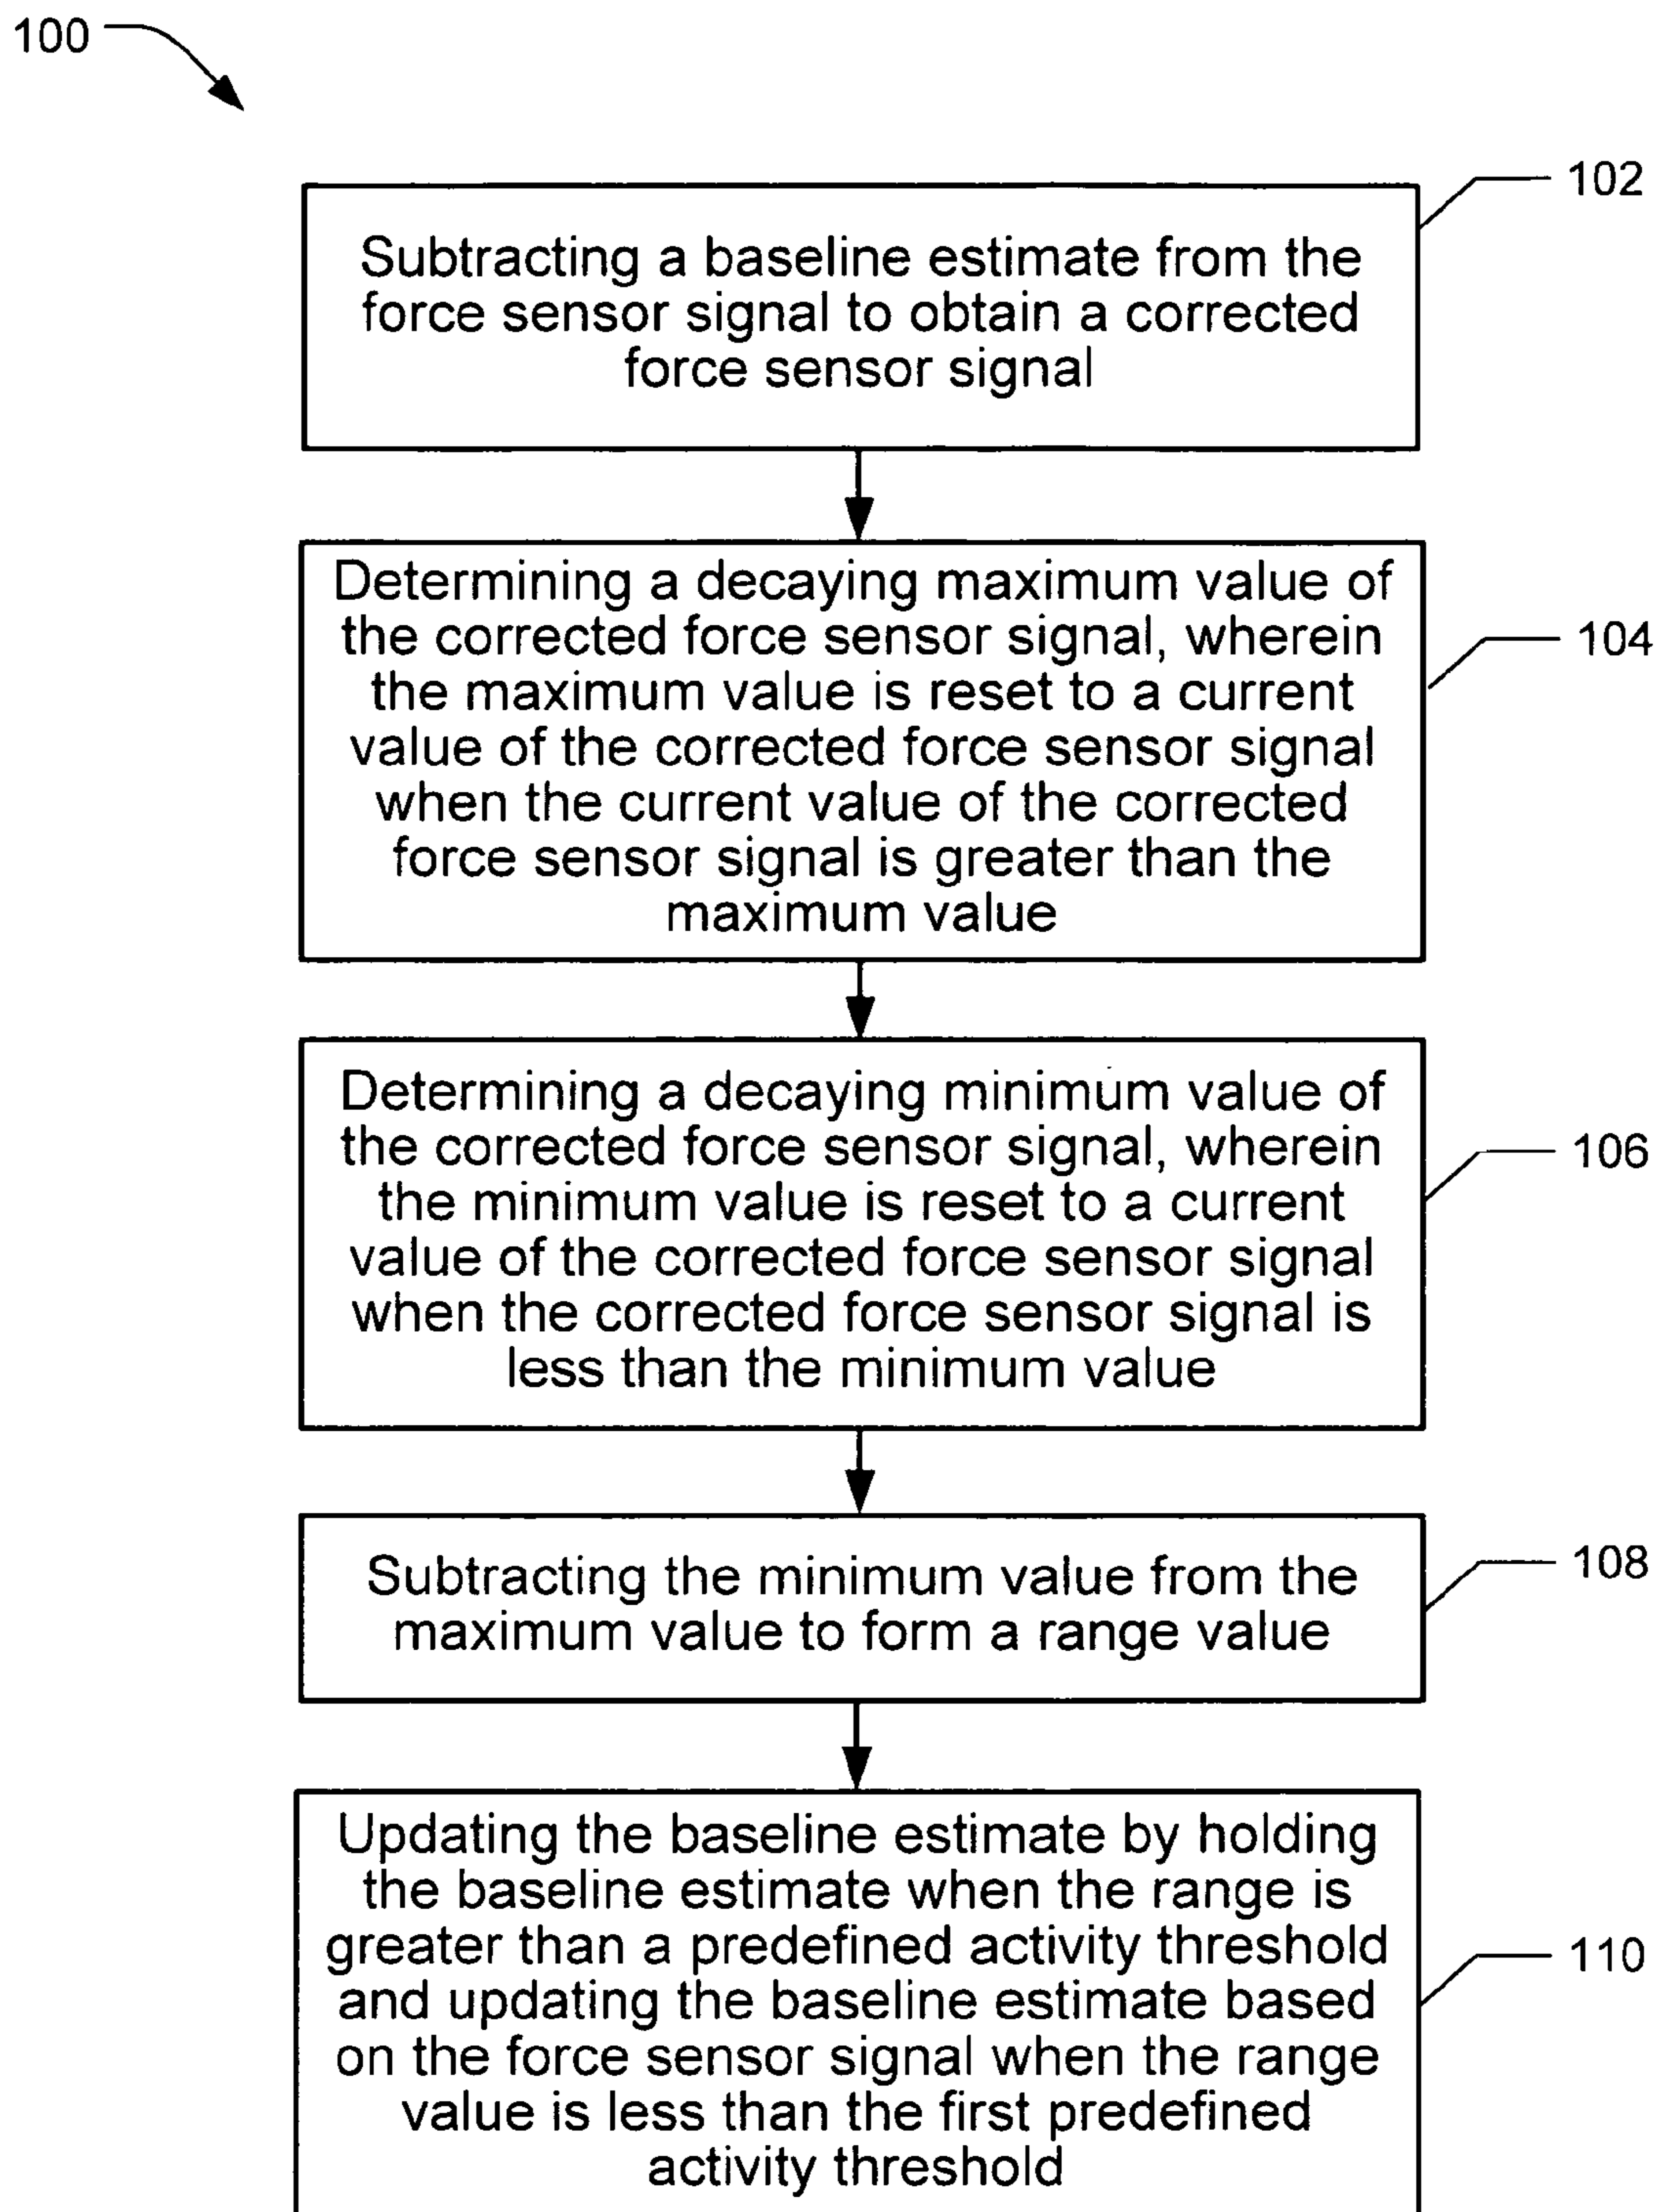 100
102
Subtracting a baseline estimate from the
force sensor signal to obtain a corrected
force sensor signal
Determining a decaying maximum value of
the corrected force sensor signal, wherein
the maximum value is reset to a current
value of the corrected force sensor signal
when the current value of the corrected
force sensor signal is greater than the
maximum value
104
Determining a decaying minimum value of
the corrected force sensor signal, wherein
the minimum value is reset to a current
value of the corrected force sensor signal
when the corrected force sensor signal is
less than the minimum value
106
Subtracting the minimum value from the
maximum value to form a range value
108
Updating the baseline estimate by holding
the baseline estimate when the range is
greater than a predefined activity threshold
and updating the baseline estimate based
on the force sensor signal when the range
value is less than the first predefined
activity threshold
110